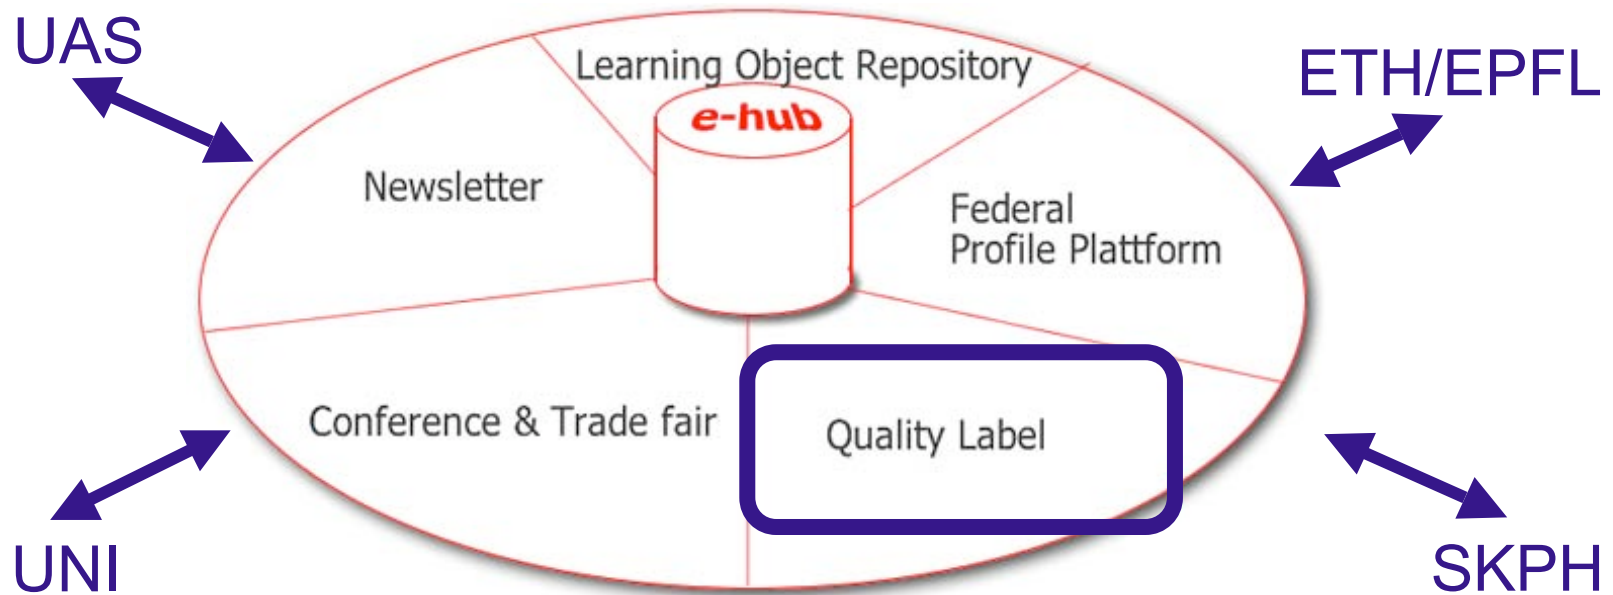 UAS
ETH/EPFL
Learning Object Repository
e-hub
Newsletter
Federal
Profile Plattform
Conference & Trade fair
Quality Label
UNI
SKPH